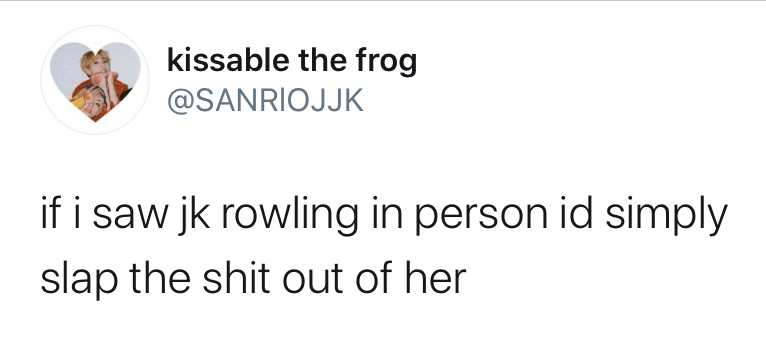 kissable the frog
@SANRIOJJK
if i saw jk rowling in person id simply
slap the shit out of her